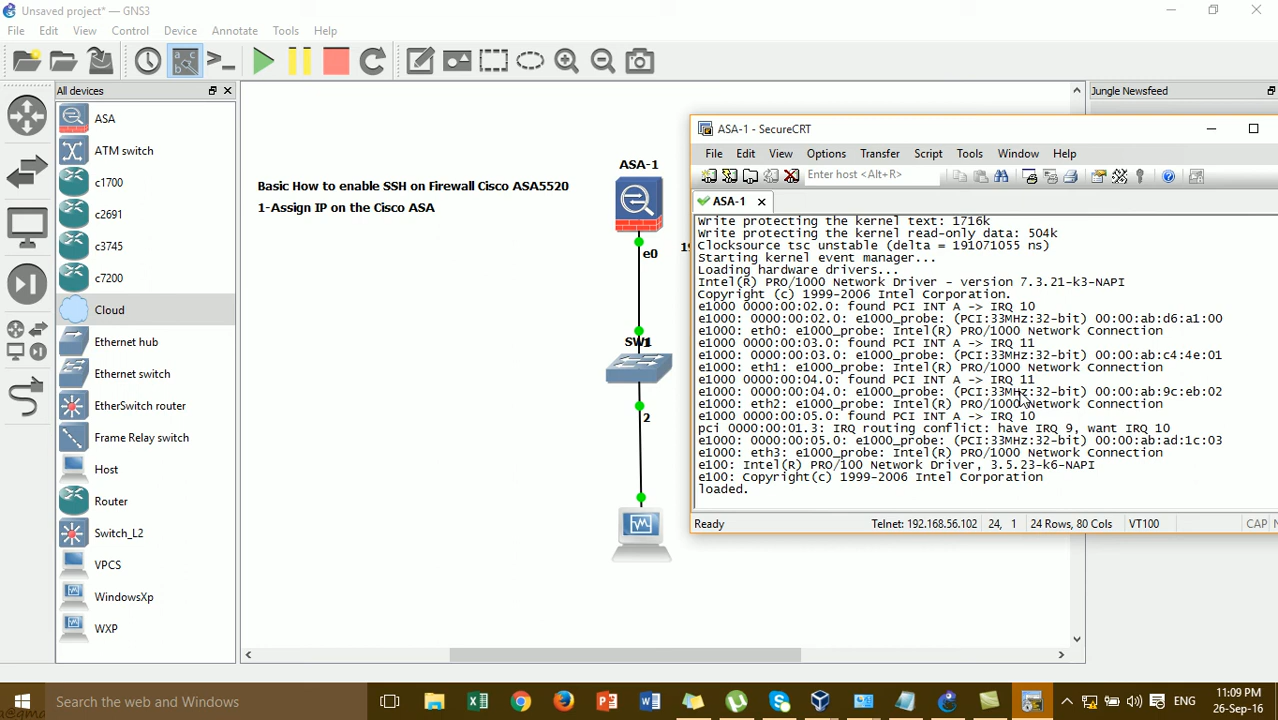 Unsaved project* — GNS3
File Edit View Control Device Annotate Tools Help
All devices
ASA
ATM switch
c1700
c2691
c3745
c7200
Cloud
Ethernet hub
Ethernet switch
EtherSwitch router
Frame Relay switch
Host
Router
Switch_L2
VPCS
WindowsXp
WXP
Basic How to enable SSH on Firewall Cisco ASA5520
1-Assign IP on the Cisco ASA
ASA-1
e0
19
SW1
1
2
Jungle Newsfeed
ASA-1 - SecureCRT
File Edit View Options Transfer Script Tools Window Help
Enter host <Alt+R>
ASA-1
Write protecting the kernel text: 1716k
Write protecting the kernel read-only data: 504k
Clocksource tsc unstable (delta = 191071055 ns)
Starting kernel event manager...
Loading hardware drivers...
Intel(R) PRO/1000 Network Driver - version 7.3.21-k3-NAPI
Copyright (c) 1999-2006 Intel Corporation.
e1000 0000:00:02.0: found PCI INT A -> IRQ 10
e1000 0000:00:02.0: e1000_probe: (PCI:33MHz:32-bit) 00:00:ab:d6:a1:00
e1000: eth0: e1000_probe: Intel(R) PRO/1000 Network Connection
e1000 0000:00:03.0: found PCI INT A -> IRQ 11
e1000 0000:00:03.0: e1000_probe: (PCI:33MHz:32-bit) 00:00:ab:c4:4e:01
e1000: eth1: e1000_probe: Intel(R) PRO/1000 Network Connection
e1000 0000:00:04.0: found PCI INT A -> IRQ 11
e1000 0000:00:04.0: e1000_probe: (PCI:33MHz:32-bit) 00:00:ab:9c:eb:02
e1000: eth2: e1000_probe: Intel(R) PRO/1000 Network Connection
e1000 0000:00:05.0: found PCI INT A -> IRQ 10
pci 0000:00:01.3: IRQ routing conflict: have IRQ 9, want IRQ 10
e1000 0000:00:05.0: e1000_probe: (PCI:33MHz:32-bit) 00:00:ab:ad:1c:03
e1000: eth3: e1000_probe: Intel(R) PRO/1000 Network Connection
e100: Intel(R) PRO/100 Network Driver, 3.5.23-k6-NAPI
e100: Copyright(c) 1999-2006 Intel Corporation
loaded.
Ready Telnet: 192.168.56.102 24, 1 24 Rows, 80 Cols VT100 CAP
Search the web and Windows
ENG
11:09 PM
26-Sep-16